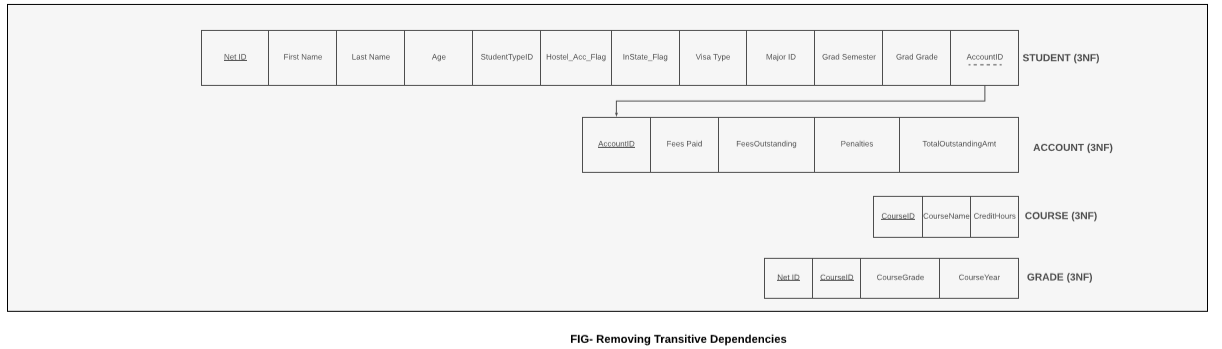 Net ID First Name Last Name Age StudentTypeID Hostel_Acc_Flag InState_Flag Visa Type Major ID Grad Semester Grad Grade AccountID STUDENT (3NF)
AccountID Fees Paid FeesOutstanding Penalties TotalOutstandingAmt ACCOUNT (3NF)
CourseID CourseName CreditHours COURSE (3NF)
Net ID CourseID CourseGrade CourseYear GRADE (3NF)
FIG- Removing Transitive Dependencies